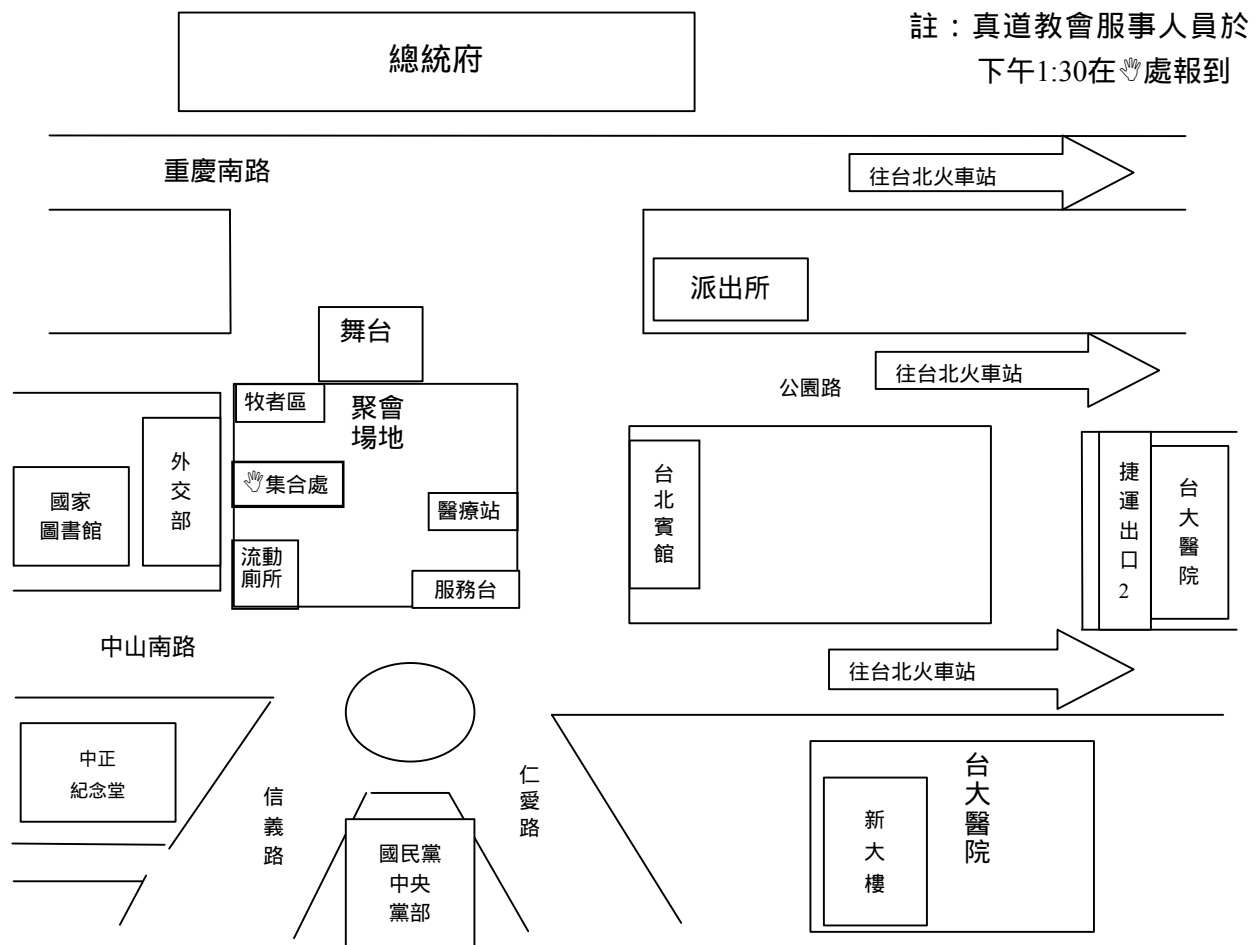 註：真道教會服事人員於
下午1:30在🖑處報到
總統府
重慶南路
往台北火車站
派出所
舞台
公園路
往台北火車站
牧者區
聚會
場地
外交部
國家
圖書館
🖑集合處
醫療站
流動
廁所
服務台
台北賓館
捷運出口2
台大醫院
中山南路
往台北火車站
中正
紀念堂
信義路
仁愛路
國民黨
中央
黨部
新大樓
台大醫院